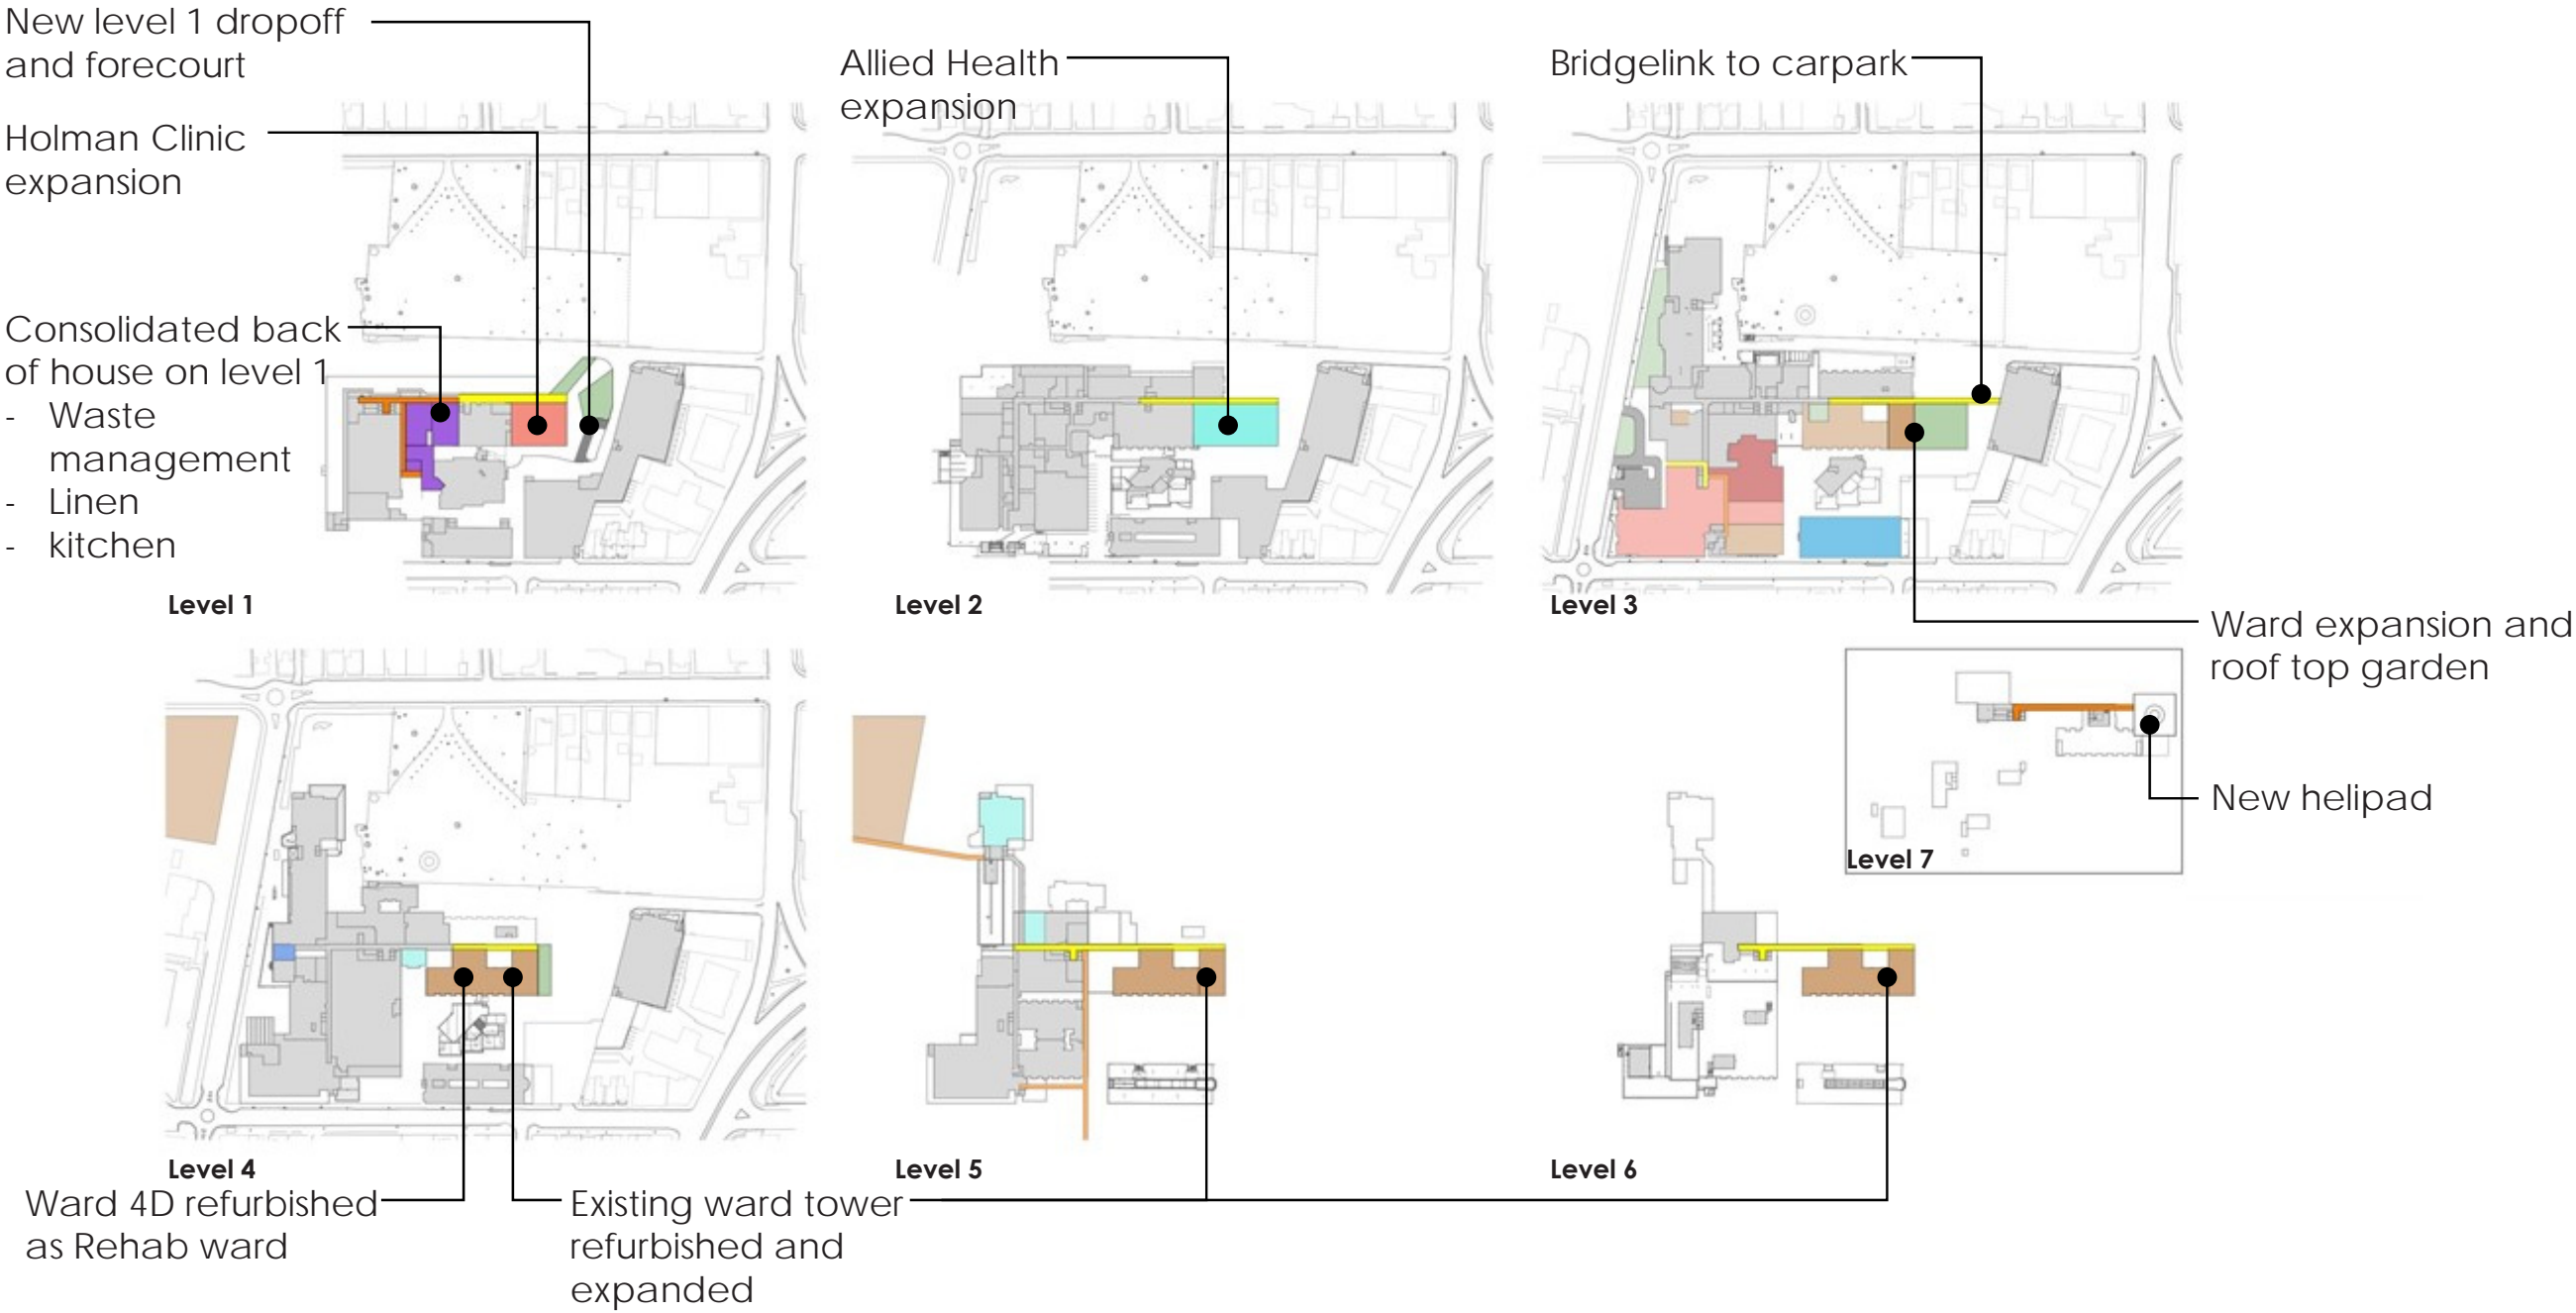 New level 1 dropoff
and forecourt
Allied Health
expansion
Bridgelink to carpark
Holman Clinic
expansion
Consolidated back
of house on level 1
- Waste
management
- Linen
- kitchen
Level 1
Level 2
Level 3
Ward expansion and
roof top garden
New helipad
Level 7
Level 4
Level 5
Level 6
Ward 4D refurbished
as Rehab ward
Existing ward tower
refurbished and
expanded